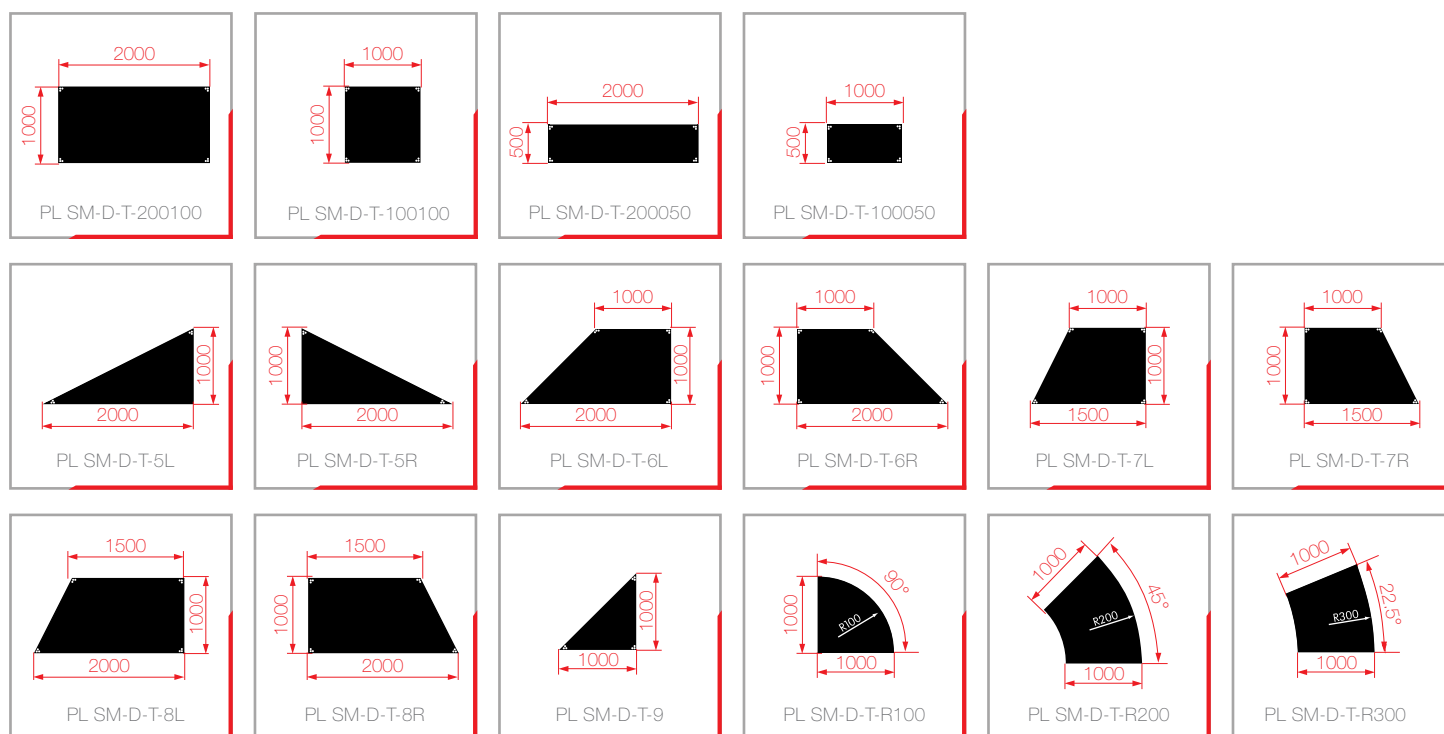 2000
1000
PL SM-D-T-200100
1000
1000
PL SM-D-T-100100
2000
500
PL SM-D-T-200050
1000
500
PL SM-D-T-100050
1000
2000
PL SM-D-T-5L
1000
2000
PL SM-D-T-5R
1000
1000
2000
PL SM-D-T-6L
1000
1000
2000
PL SM-D-T-6R
1000
1000
1500
PL SM-D-T-7L
1000
1000
1500
PL SM-D-T-7R
1500
1000
2000
PL SM-D-T-8L
1500
1000
2000
PL SM-D-T-8R
1000
1000
PL SM-D-T-9
90°
1000
R100
1000
PL SM-D-T-R100
1000
45°
R200
1000
PL SM-D-T-R200
1000
22.5°
R300
1000
PL SM-D-T-R300